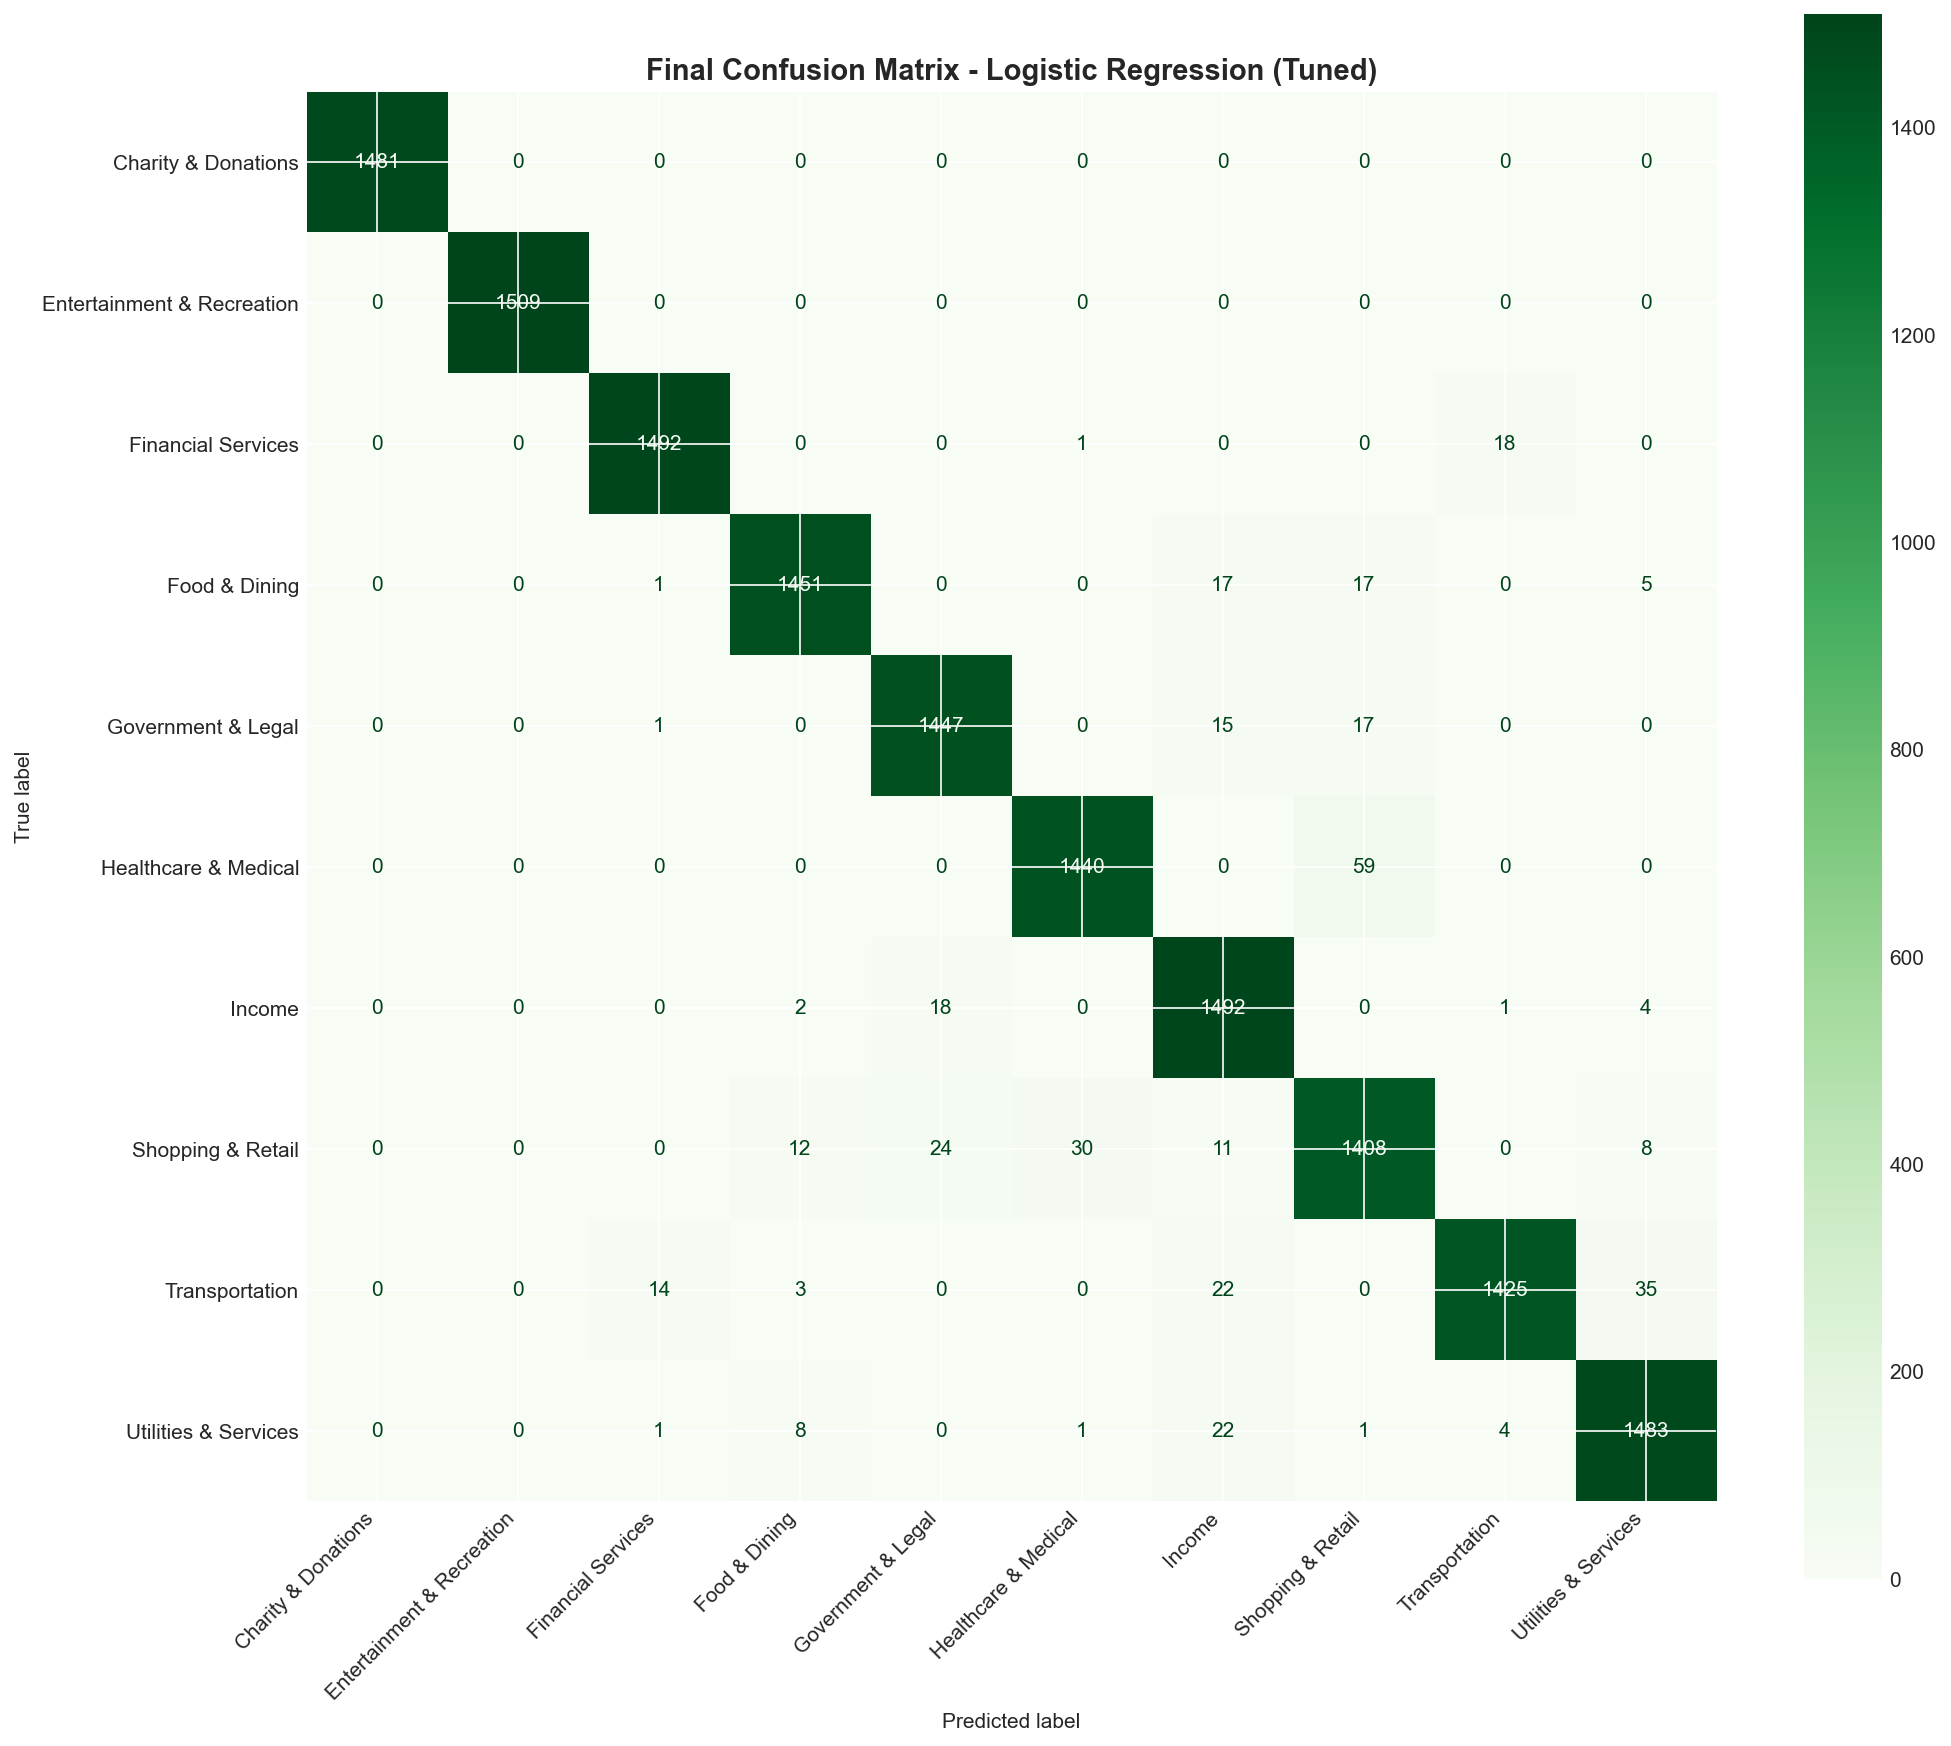 Final Confusion Matrix - Logistic Regression (Tuned)
True label
Charity & Donations 1481 0 0 0 0 0 0 0 0 0
Entertainment & Recreation 0 1509 0 0 0 0 0 0 0 0
Financial Services 0 0 1492 0 0 1 0 0 18 0
Food & Dining 0 0 1 1451 0 0 17 17 0 5
Government & Legal 0 0 1 0 1447 0 15 17 0 0
Healthcare & Medical 0 0 0 0 0 1440 0 59 0 0
Income 0 0 0 2 18 0 1492 0 1 4
Shopping & Retail 0 0 0 12 24 30 11 1408 0 8
Transportation 0 0 14 3 0 0 22 0 1425 35
Utilities & Services 0 0 1 8 0 1 22 1 4 1483
Charity & Donations
Entertainment & Recreation
Financial Services
Food & Dining
Government & Legal
Healthcare & Medical
Income
Shopping & Retail
Transportation
Utilities & Services
Predicted label
1400
1200
1000
800
600
400
200
0